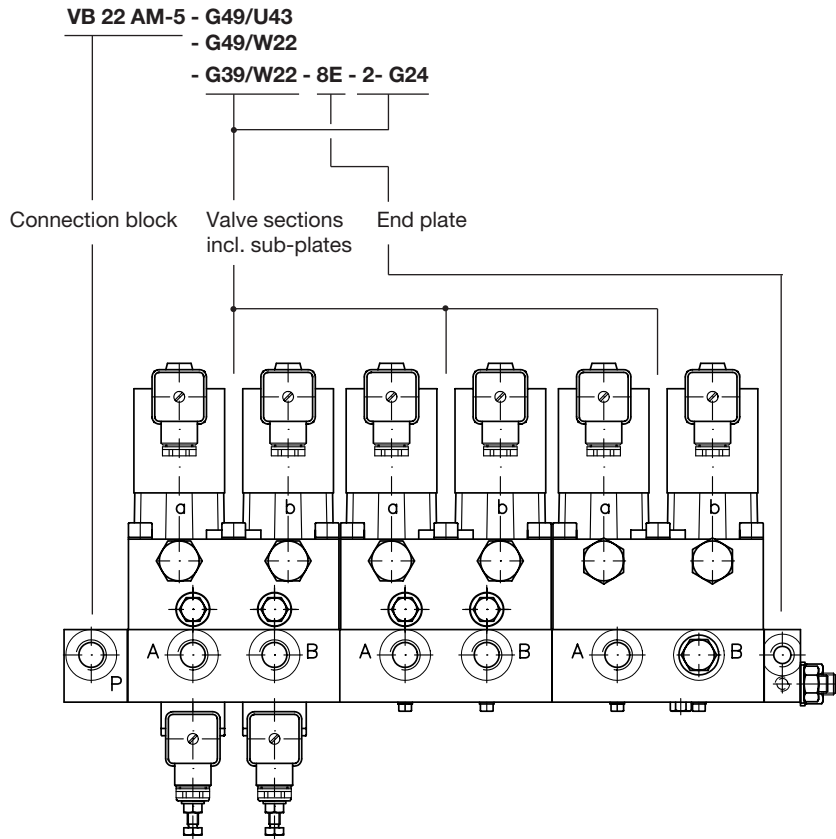 VB 22 AM-5 - G49/U43
- G49/W22
- G39/W22 - 8E - 2- G24
Connection block
Valve sections
incl. sub-plates
End plate
a b a b a b
P A B A B A B